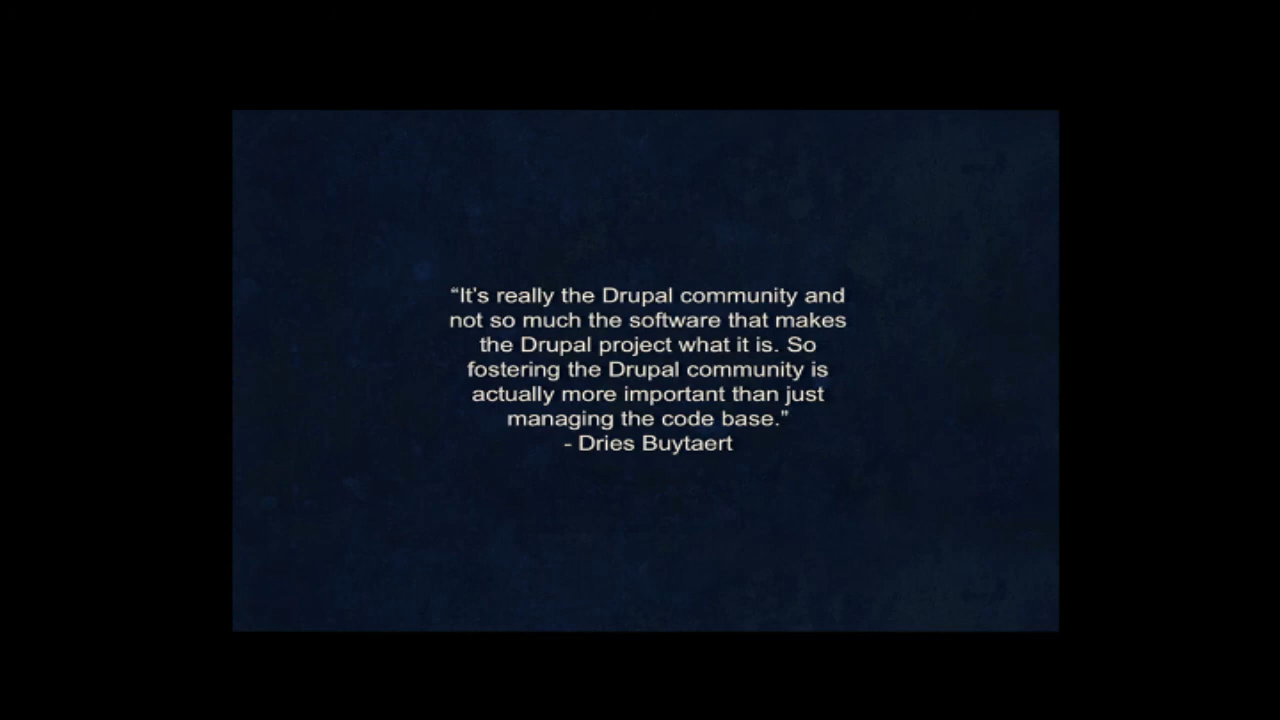 “It's really the Drupal community and
not so much the software that makes
the Drupal project what it is. So
fostering the Drupal community is
actually more important than just
managing the code base.”
- Dries Buytaert